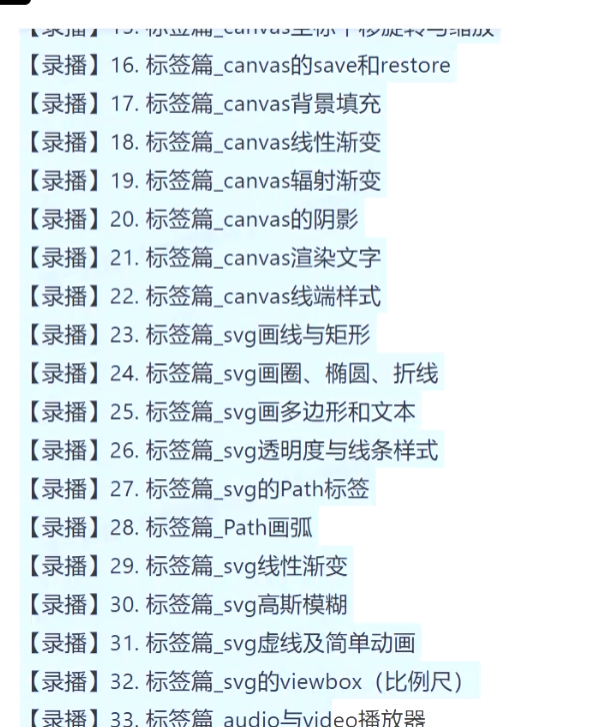 【录播】15. 标签篇_canvas坐标平移旋转与缩放
【录播】16. 标签篇_canvas的save和restore
【录播】17. 标签篇_canvas背景填充
【录播】18. 标签篇_canvas线性渐变
【录播】19. 标签篇_canvas辐射渐变
【录播】20. 标签篇_canvas的阴影
【录播】21. 标签篇_canvas渲染文字
【录播】22. 标签篇_canvas线端样式
【录播】23. 标签篇_svg画线与矩形
【录播】24. 标签篇_svg画圈、椭圆、折线
【录播】25. 标签篇_svg画多边形和文本
【录播】26. 标签篇_svg透明度与线条样式
【录播】27. 标签篇_svg的Path标签
【录播】28. 标签篇_Path画弧
【录播】29. 标签篇_svg线性渐变
【录播】30. 标签篇_svg高斯模糊
【录播】31. 标签篇_svg虚线及简单动画
【录播】32. 标签篇_svg的viewbox（比例尺）
【录播】33. 标签篇_audio与video播放器